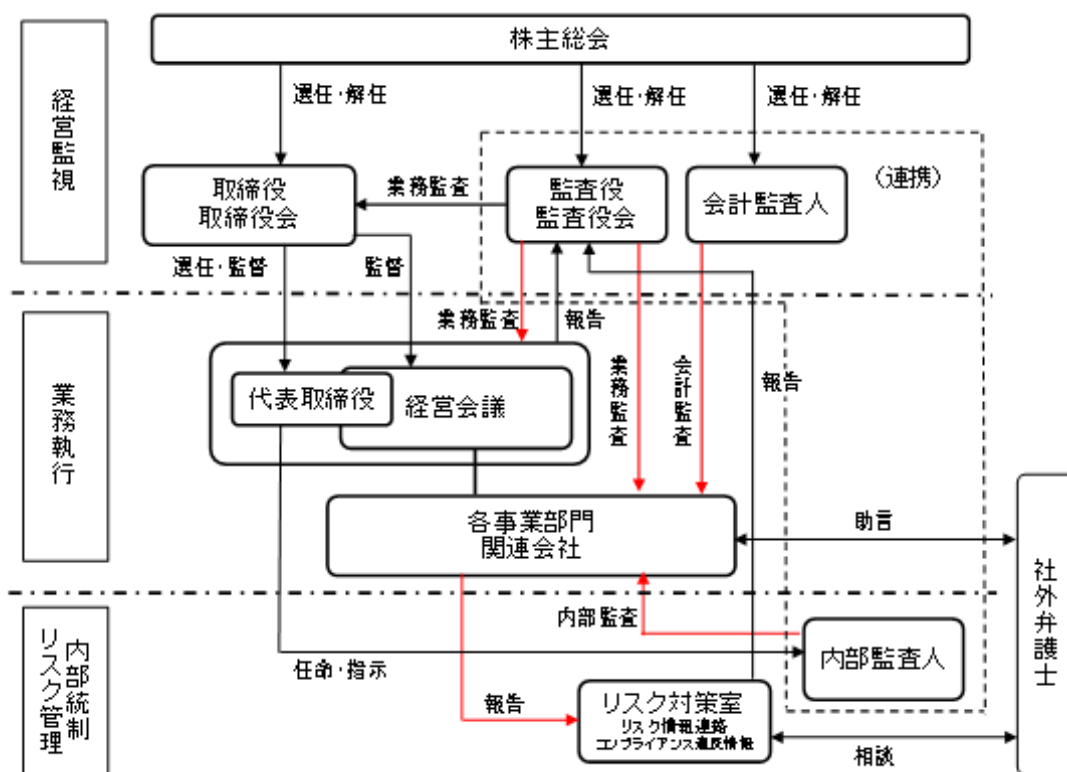 株主総会
経営監視
選任・解任
選任・解任
選任・解任
(連携)
取締役
取締役会
業務監査
監査役
監査役会
会計監査人
選任・監督
監督
業務監査
報告
業務執行
代表取締役
経営会議
業務監査
会計監査
報告
各事業部門
関連会社
助言
社外弁護士
内部統制
リスク管理
内部監査
内部監査人
任命・指示
報告
リスク対策室
リスク情報連絡
コンプライアンス違反情報
相談